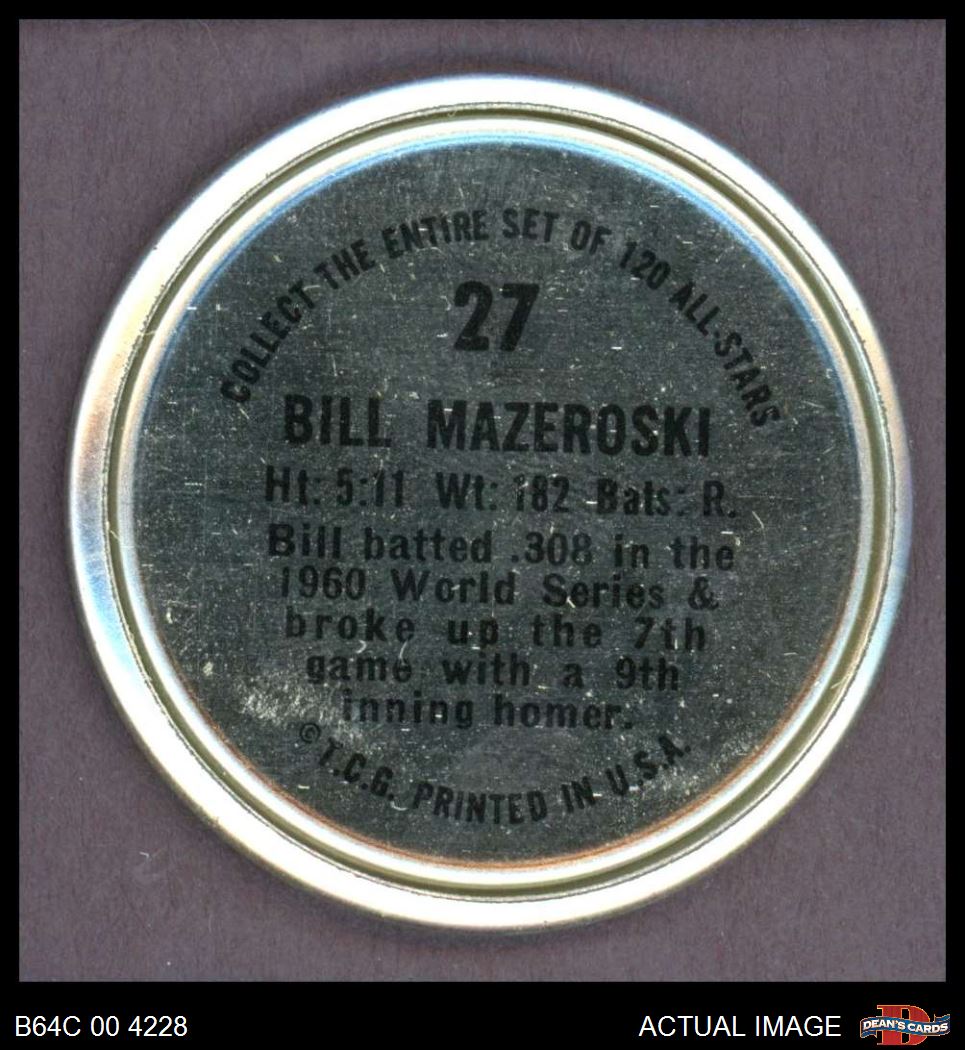 COLLECT THE ENTIRE SET OF 120 ALL-STARS
27
BILL MAZEROSKI
Ht: 5:11 Wt: 182 Bats: R.
Bill batted .308 in the
1960 World Series &
broke up the 7th
game with a 9th
inning homer.
© T.C.G. PRINTED IN U.S.A.
B64C 00 4228
ACTUAL IMAGE
DEAN'S CARDS